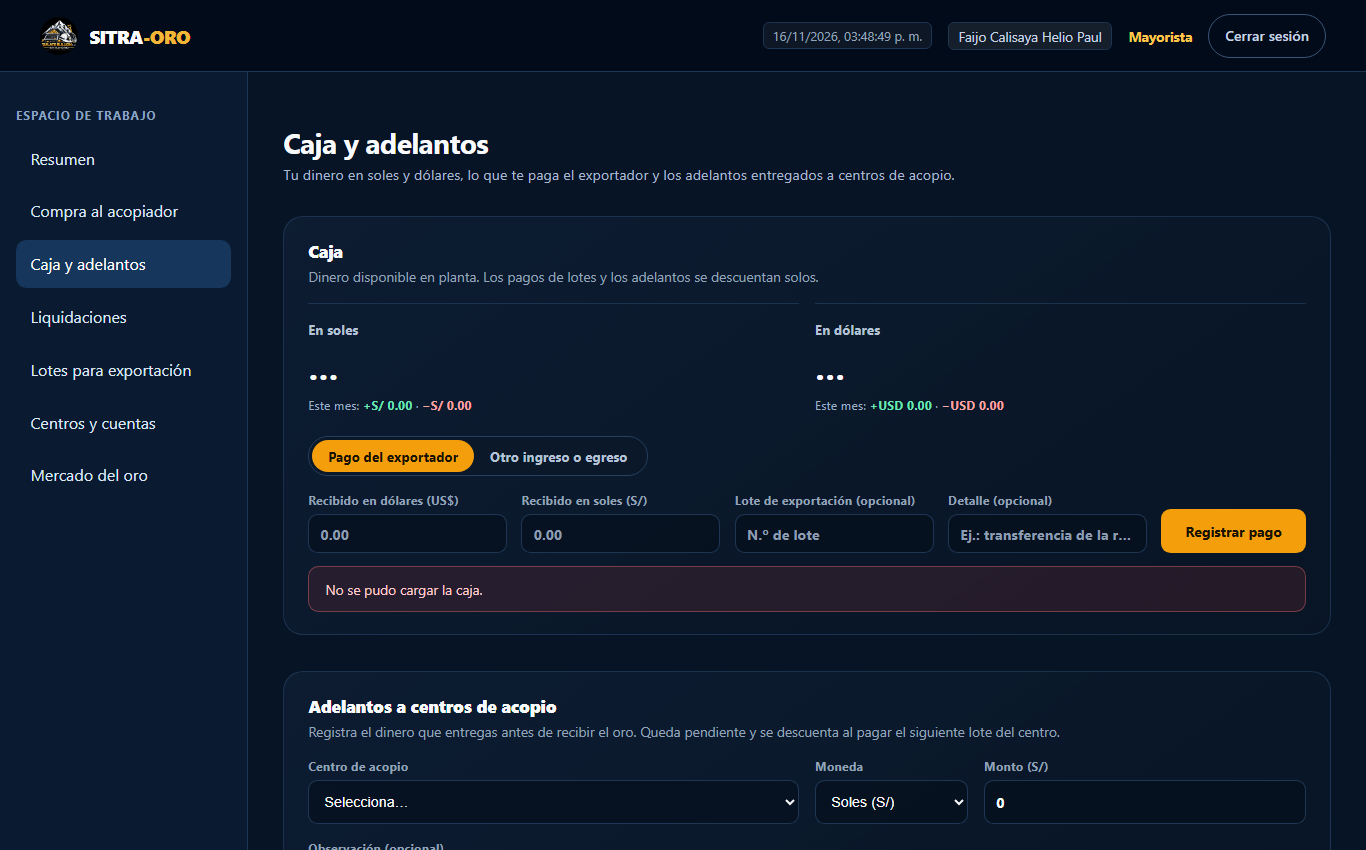 SITRA-ORO
16/11/2026, 03:48:49 p. m.
Faijo Calisaya Helio Paul
Mayorista
Cerrar sesión
ESPACIO DE TRABAJO
Resumen
Compra al acopiador
Caja y adelantos
Liquidaciones
Lotes para exportación
Centros y cuentas
Mercado del oro
Caja y adelantos
Tu dinero en soles y dólares, lo que te paga el exportador y los adelantos entregados a centros de acopio.
Caja
Dinero disponible en planta. Los pagos de lotes y los adelantos se descuentan solos.
En soles
En dólares
...
...
Este mes: +S/ 0.00 · −S/ 0.00
Este mes: +USD 0.00 · −USD 0.00
Pago del exportador
Otro ingreso o egreso
Recibido en dólares (US$)
Recibido en soles (S/)
Lote de exportación (opcional)
Detalle (opcional)
0.00
0.00
N.º de lote
Ej.: transferencia de la r...
Registrar pago
No se pudo cargar la caja.
Adelantos a centros de acopio
Registra el dinero que entregas antes de recibir el oro. Queda pendiente y se descuenta al pagar el siguiente lote del centro.
Centro de acopio
Moneda
Monto (S/)
Selecciona...
Soles (S/)
0
Observación (opcional)